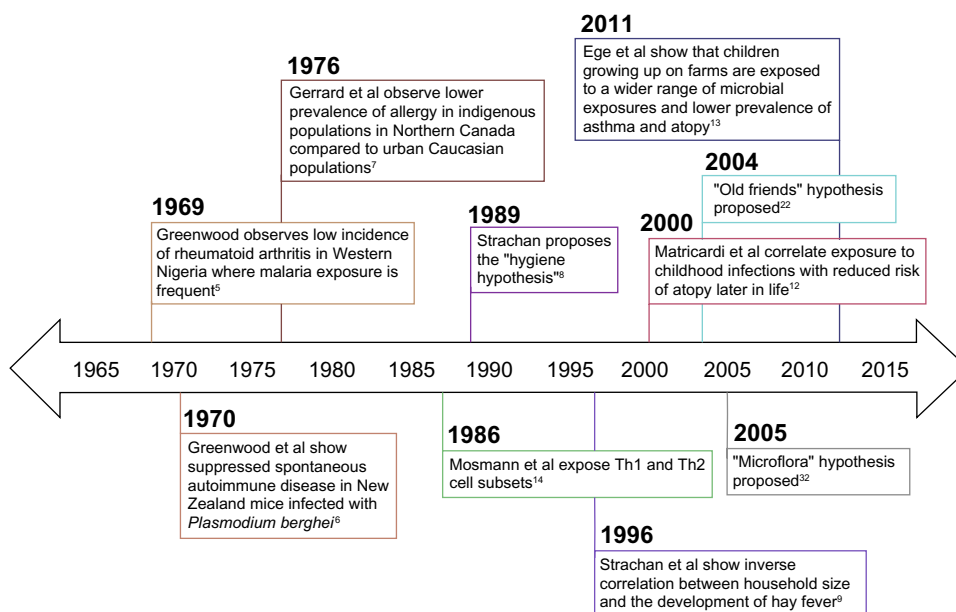 2011
Ege et al show that children
growing up on farms are exposed
to a wider range of microbial
exposures and lower prevalence of
asthma and atopy¹³
1976
Gerrard et al observe lower
prevalence of allergy in indigenous
populations in Northern Canada
compared to urban Caucasian
populations⁷
2004
"Old friends" hypothesis
proposed²²
1969
Greenwood observes low incidence
of rheumatoid arthritis in Western
Nigeria where malaria exposure is
frequent⁵
1989
Strachan proposes
the "hygiene
hypothesis"⁸
2000
Matricardi et al correlate exposure to
childhood infections with reduced risk
of atopy later in life¹²
1965 1970 1975 1980 1985 1990 1995 2000 2005 2010 2015
1970
Greenwood et al show
suppressed spontaneous
autoimmune disease in New
Zealand mice infected with
Plasmodium berghei⁶
1986
Mosmann et al expose Th1 and Th2
cell subsets¹⁴
2005
"Microflora" hypothesis
proposed³²
1996
Strachan et al show inverse
correlation between household size
and the development of hay fever⁹